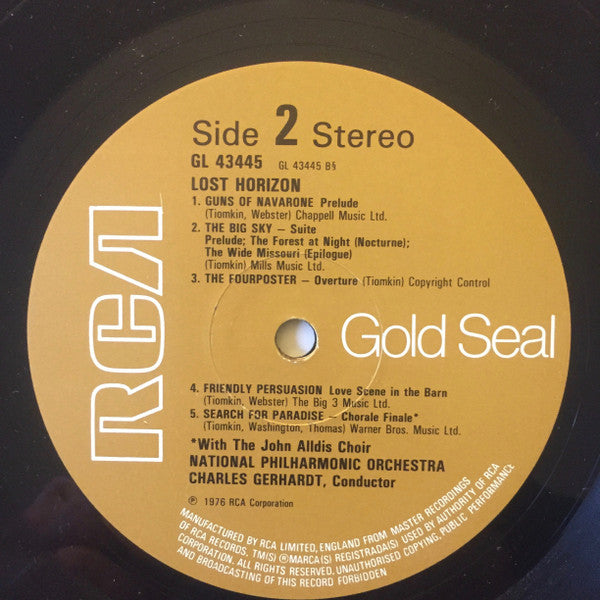 Side 2 Stereo
GL 43445 GL 43445 B§
LOST HORIZON
1. GUNS OF NAVARONE Prelude
(Tiomkin, Webster) Chappell Music Ltd.
2. THE BIG SKY – Suite
Prelude; The Forest at Night (Nocturne);
The Wide Missouri (Epilogue)
(Tiomkin) Mills Music Ltd.
3. THE FOURPOSTER – Overture (Tiomkin) Copyright Control
RCA
Gold Seal
4. FRIENDLY PERSUASION Love Scene in the Barn
(Tiomkin, Webster) The Big 3 Music Ltd.
5. SEARCH FOR PARADISE – Chorale Finale*
(Tiomkin, Washington, Thomas) Warner Bros. Music Ltd.
*With The John Alldis Choir
NATIONAL PHILHARMONIC ORCHESTRA
CHARLES GERHARDT, Conductor
℗ 1976 RCA Corporation
MANUFACTURED BY RCA LIMITED, ENGLAND FROM MASTER RECORDINGS
OF RCA RECORDS. TM(S) ®MARCA(S) REGISTRADA(S) USED BY AUTHORITY OF RCA
CORPORATION. ALL RIGHTS RESERVED. UNAUTHORISED COPYING, PUBLIC PERFORMANCE
AND BROADCASTING OF THIS RECORD FORBIDDEN